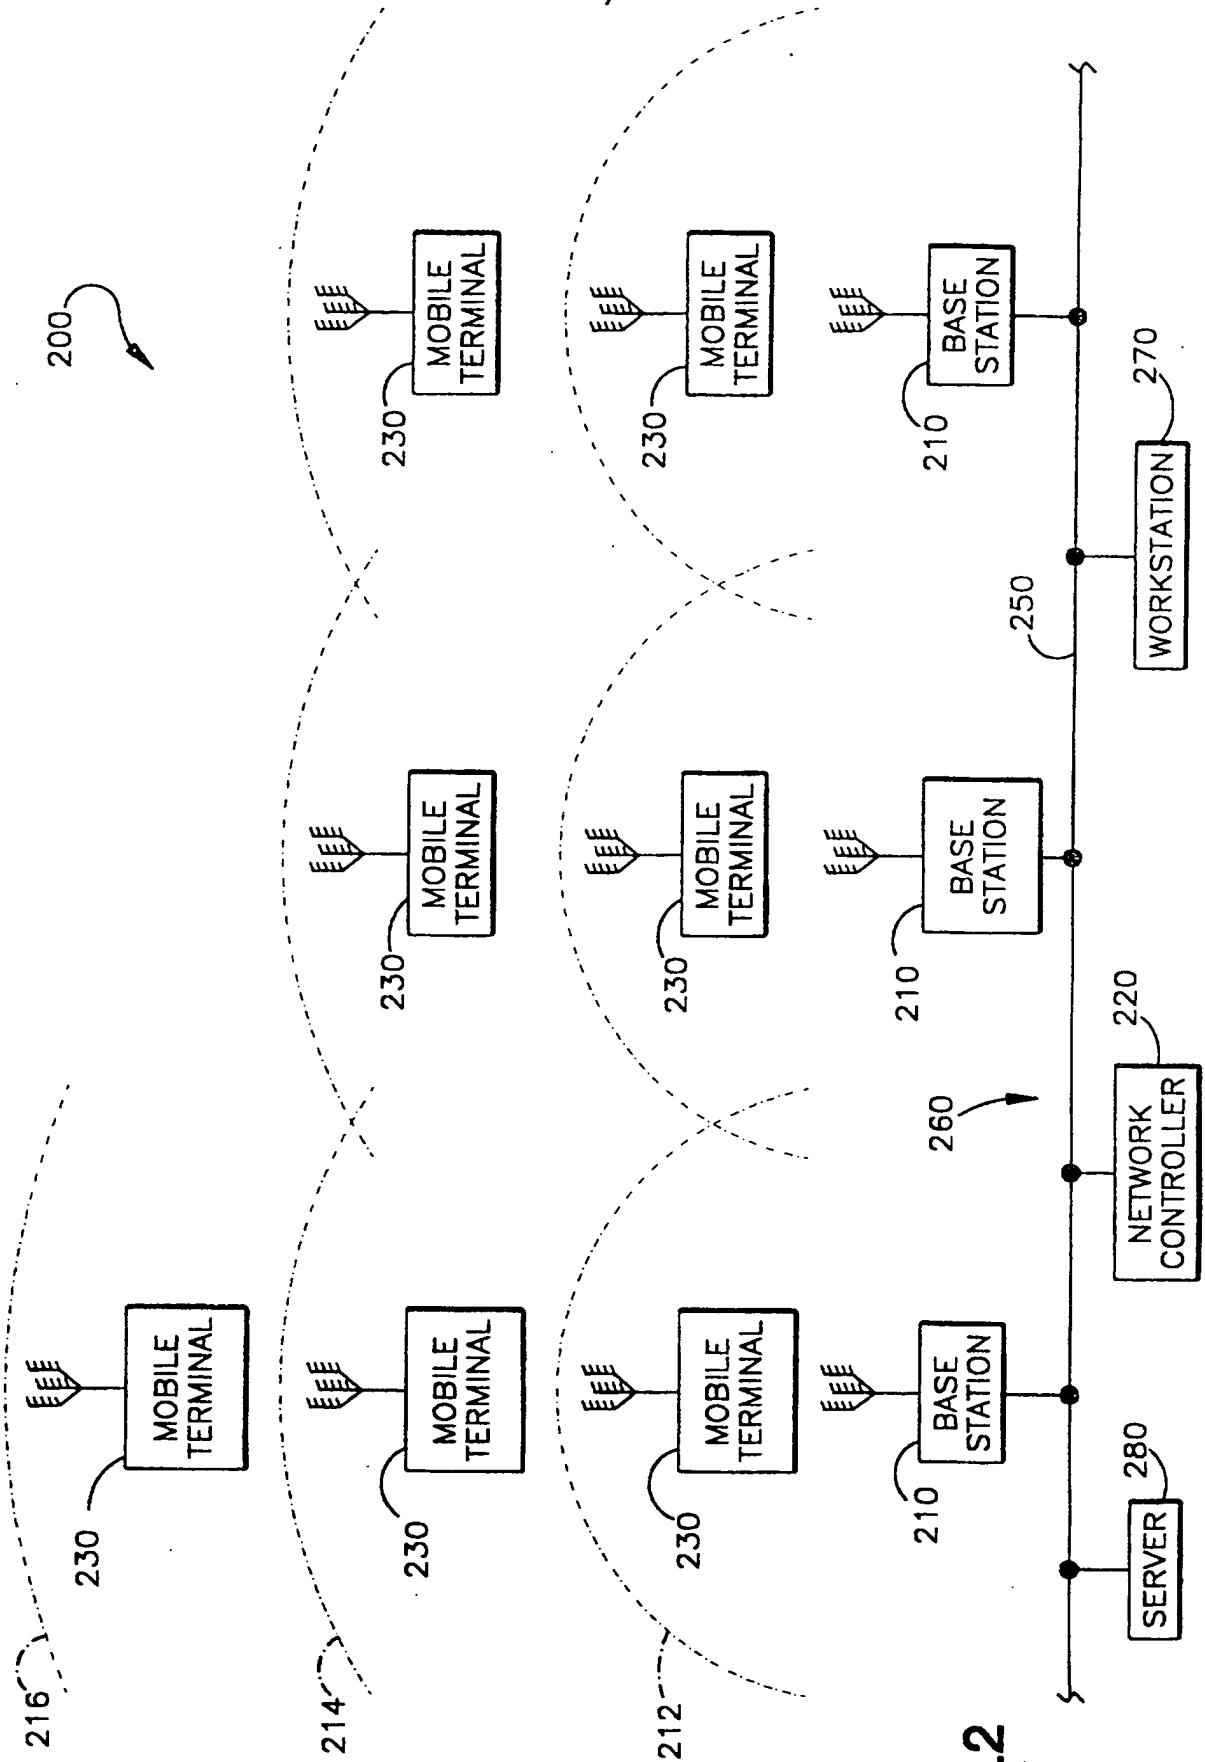 200
216
230
MOBILE
TERMINAL
214
230
MOBILE
TERMINAL
230
MOBILE
TERMINAL
230
MOBILE
TERMINAL
212
230
MOBILE
TERMINAL
230
MOBILE
TERMINAL
230
MOBILE
TERMINAL
210
BASE
STATION
210
BASE
STATION
210
BASE
STATION
260
250
280
SERVER
220
NETWORK
CONTROLLER
270
WORKSTATION
2